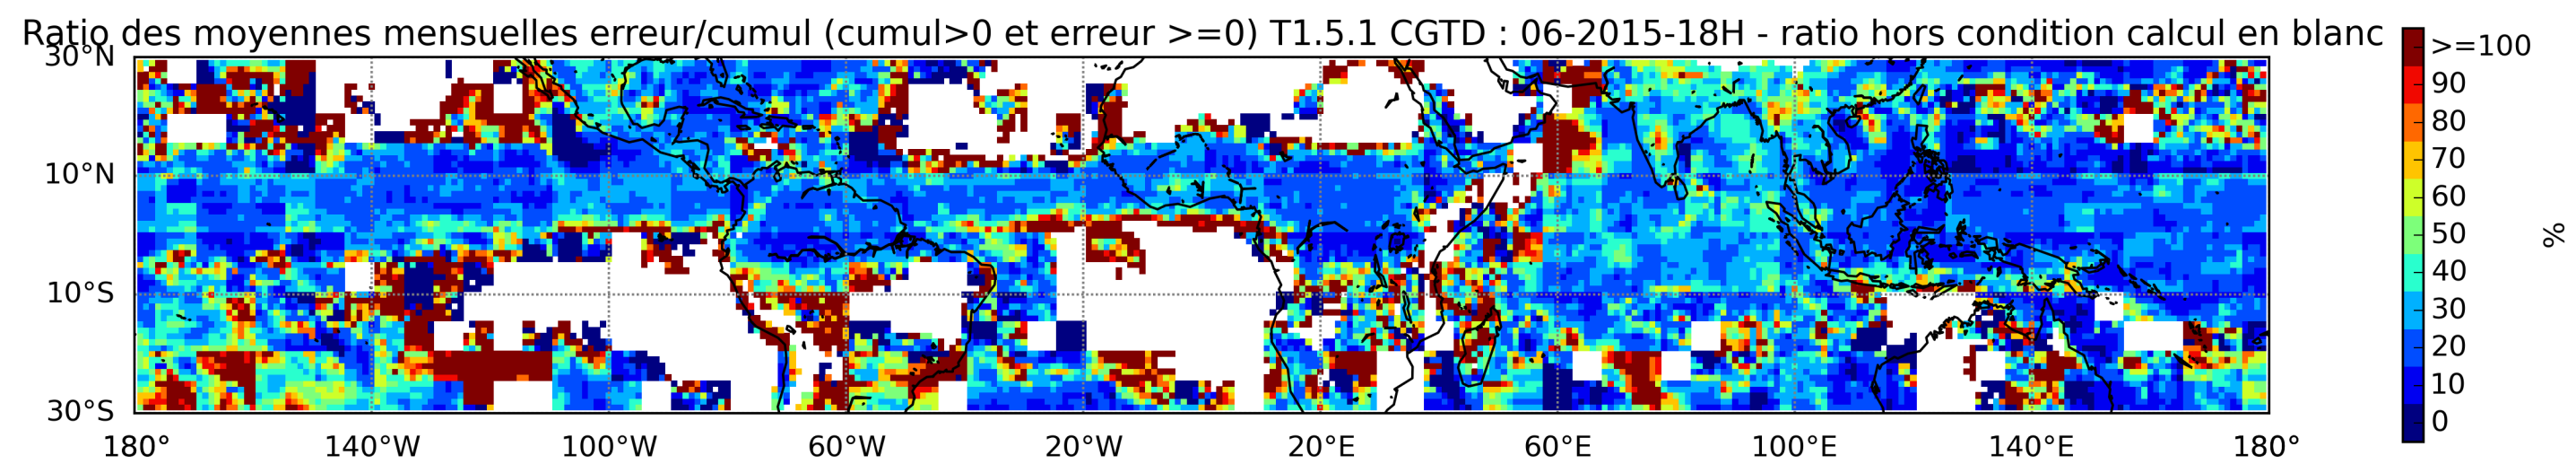 Ratio des moyennes mensuelles erreur/cumul (cumul>0 et erreur >=0) T1.5.1 CGTD : 06-2015-18H - ratio hors condition calcul en blanc
30°N
10°N
10°S
30°S
180°
140°W
100°W
60°W
20°W
20°E
60°E
100°E
140°E
180°
>=100
90
80
70
60
50
40
30
20
10
0
%